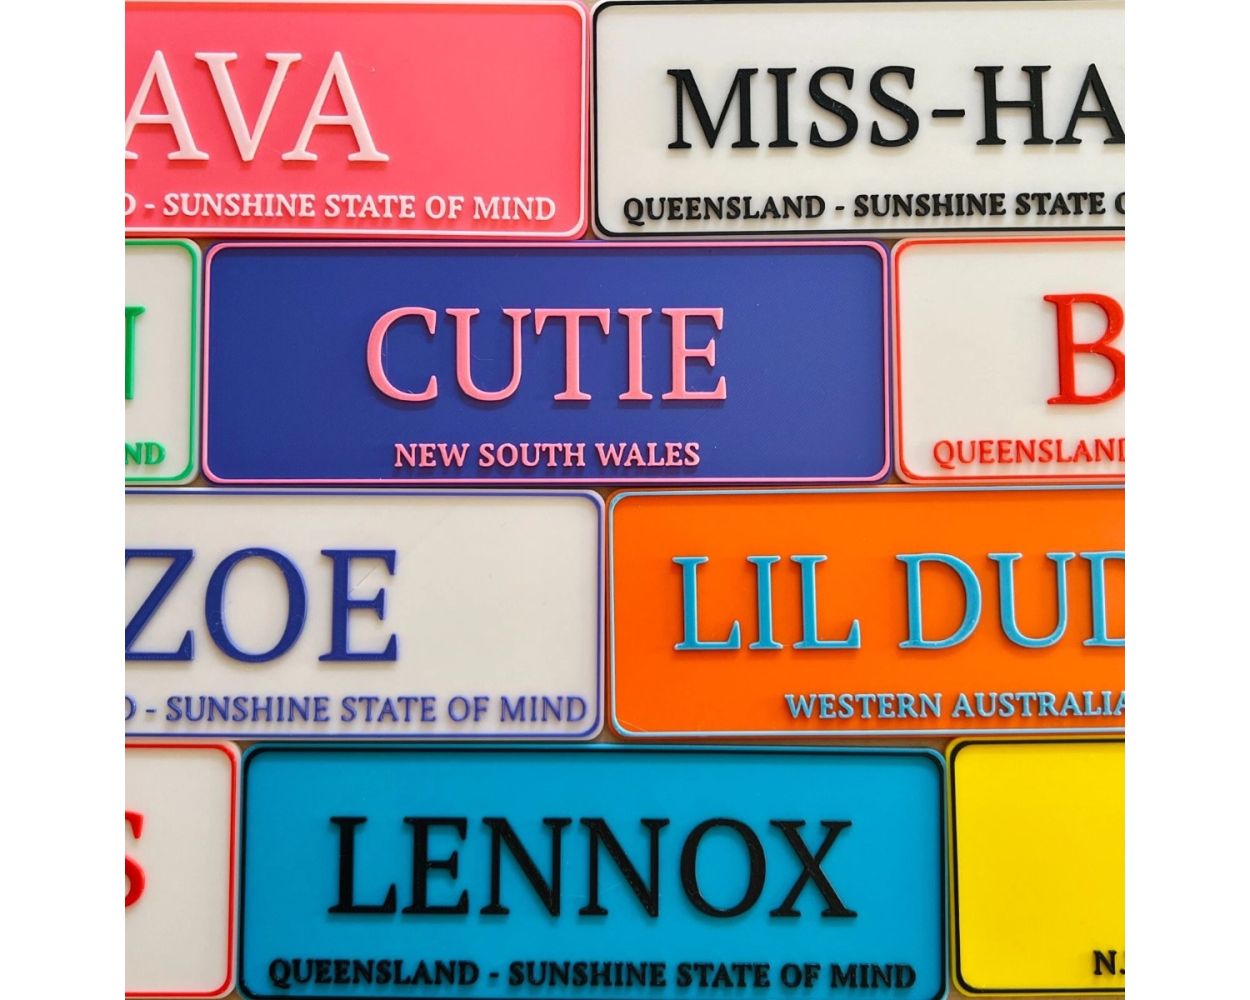 AVA
D - SUNSHINE STATE OF MIND
MISS-HA
QUEENSLAND - SUNSHINE STATE O
N
ND
CUTIE
NEW SOUTH WALES
B
QUEENSLAND
ZOE
D - SUNSHINE STATE OF MIND
LIL DUD
WESTERN AUSTRALIA
S
LENNOX
QUEENSLAND - SUNSHINE STATE OF MIND
N.